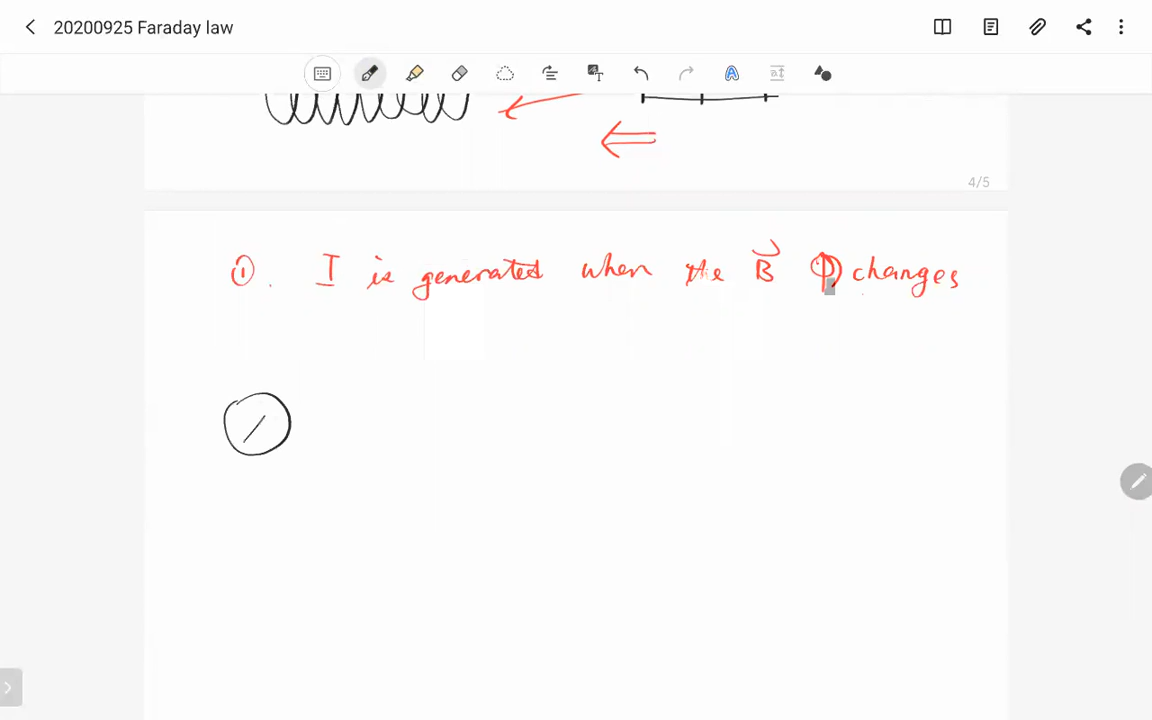 20200925 Faraday law
4/5
①. I is generated when the B⃗ Φ changes